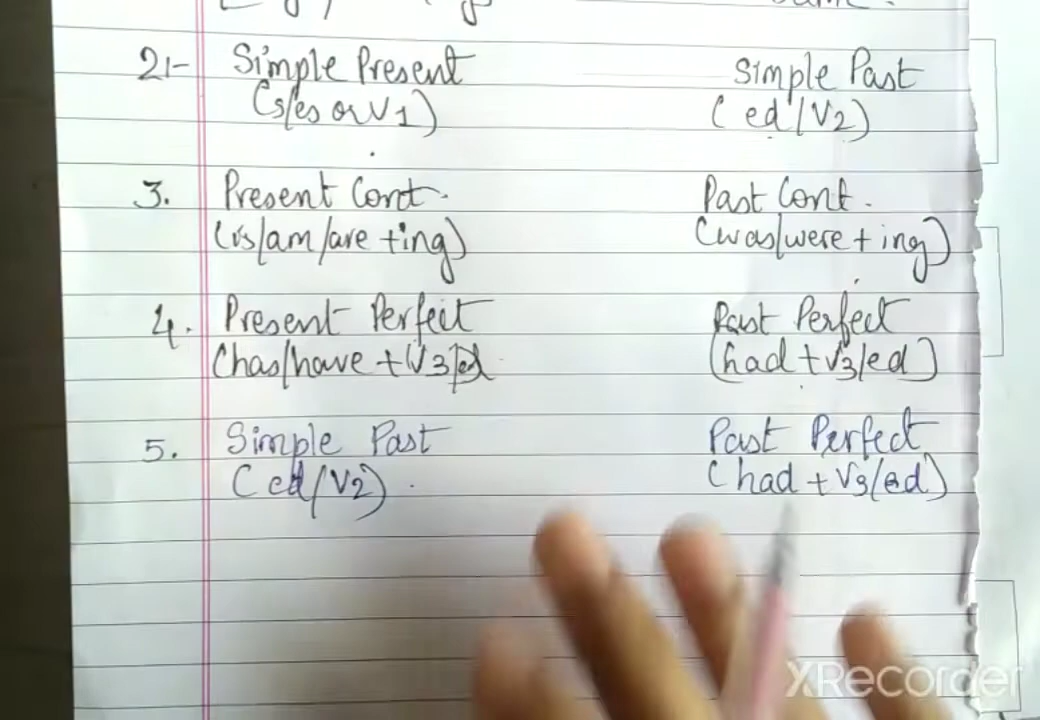 2:- Simple Present Simple Past
(s/es or V1) (ed/V2)
3. Present Cont. Past Cont.
(is/am/are +ing) (was/were + ing)
4. Present Perfect Past Perfect
(has/have + V3/ed (had + V3/ed)
5. Simple Past Past Perfect
(ed/V2). (had + V3/ed)
XRecorder